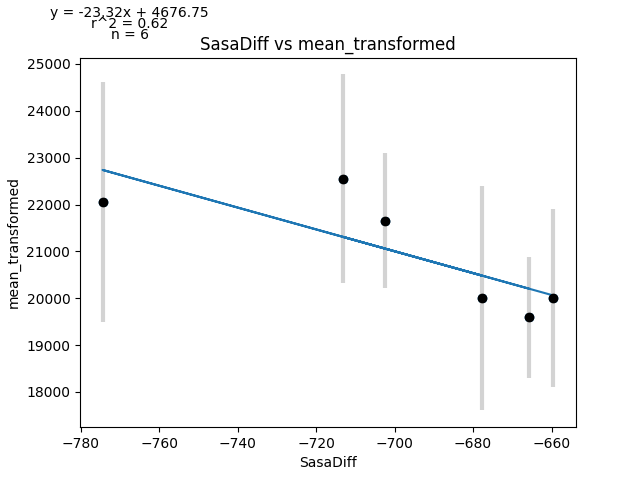 y = -23.32x + 4676.75
r^2 = 0.62
n = 6
SasaDiff vs mean_transformed
25000
24000
23000
22000
21000
20000
19000
18000
mean_transformed
−780
−760
−740
−720
−700
−680
−660
SasaDiff